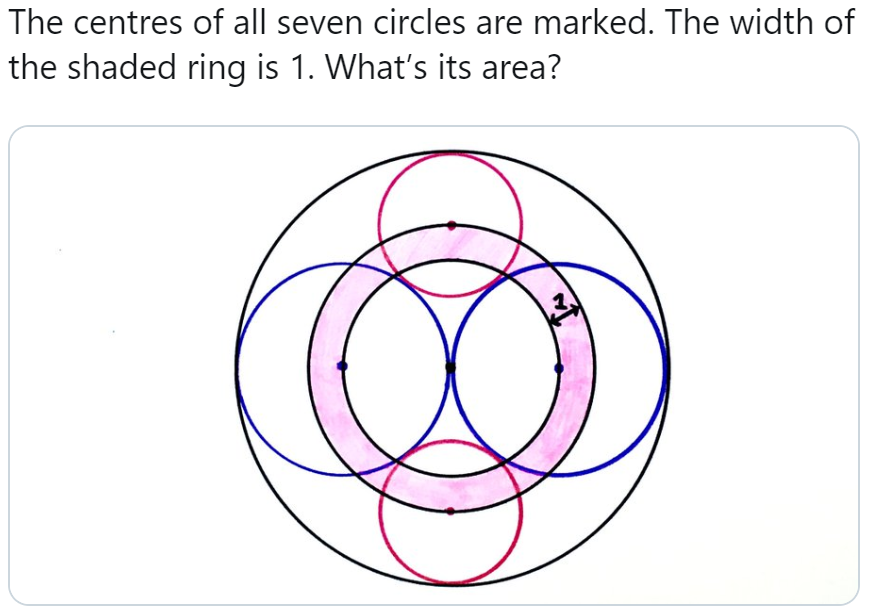 The centres of all seven circles are marked. The width of
the shaded ring is 1. What’s its area?
1